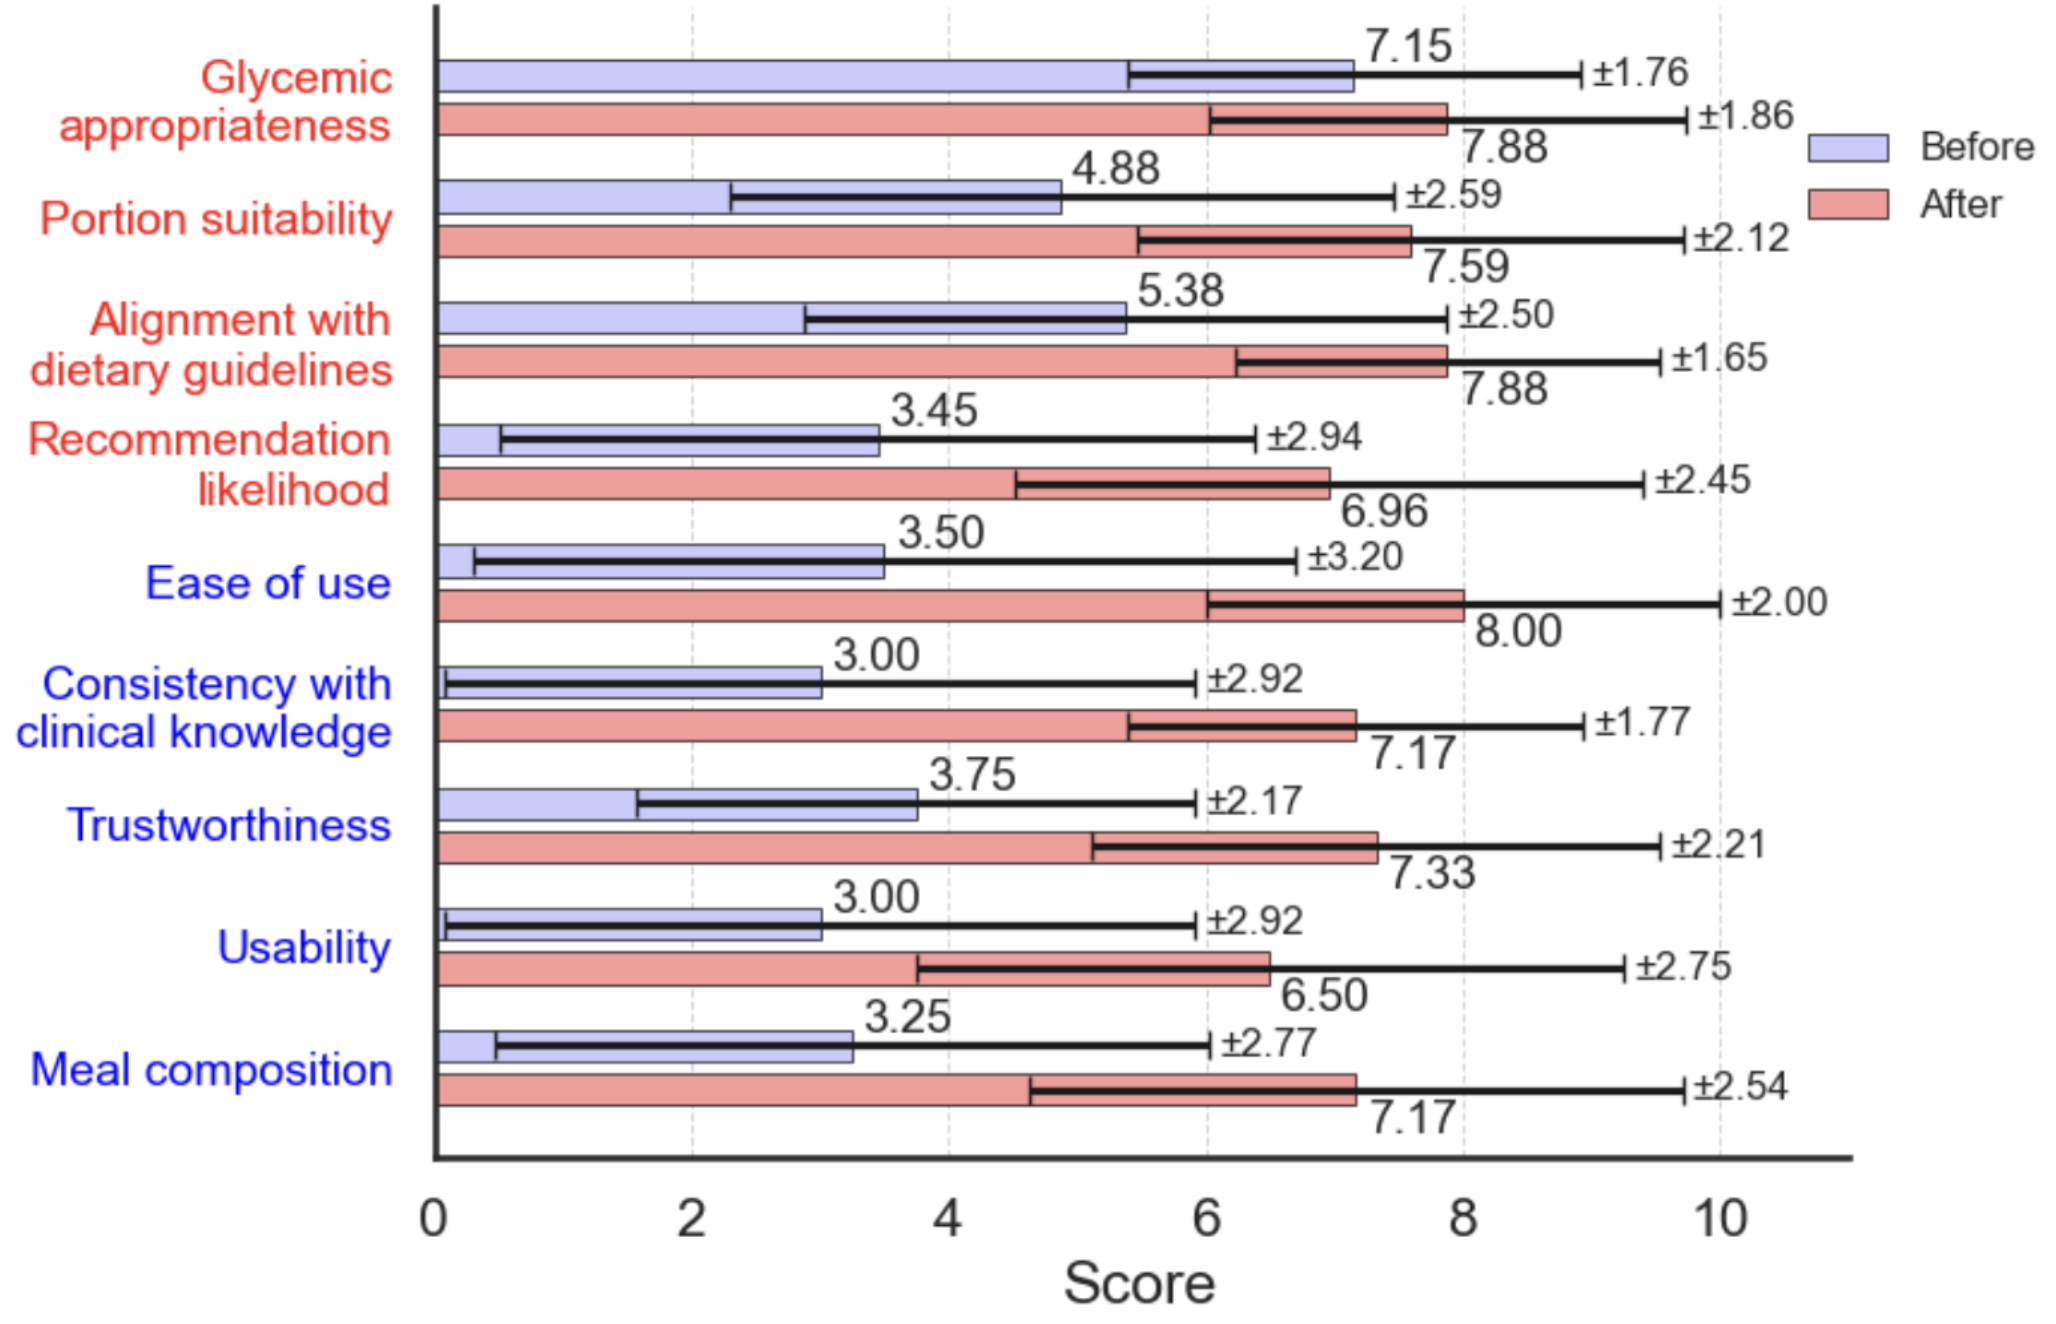 7.15
Glycemic
appropriateness
±1.76
±1.86
7.88
Before
After
4.88
Portion suitability
±2.59
±2.12
7.59
5.38
Alignment with
dietary guidelines
±2.50
±1.65
7.88
3.45
Recommendation
likelihood
±2.94
±2.45
6.96
3.50
Ease of use
±3.20
±2.00
8.00
3.00
Consistency with
clinical knowledge
±2.92
±1.77
7.17
3.75
Trustworthiness
±2.17
±2.21
7.33
3.00
Usability
±2.92
±2.75
6.50
3.25
Meal composition
±2.77
±2.54
7.17
0 2 4 6 8 10
Score